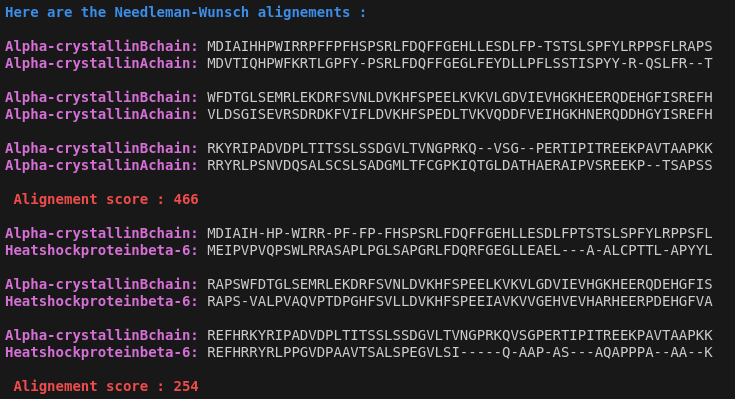 Here are the Needleman-Wunsch alignements :
Alpha-crystallinBchain: MDIAIHHPWIRRPFFPFHSPSRLFDQFFGEHLLESDLFP-TSTSLSPFYLRPPSFLRAPS
Alpha-crystallinAchain: MDVTIQHPWFKRTLGPFY-PSRLFDQFFGEGLFEYDLLPFLSSTISPYY-R-QSLFR--T
Alpha-crystallinBchain: WFDTGLSEMRLEKDRFSVNLDVKHFSPEELKVKVLGDVIEVHGKHEERQDEHGFISREFH
Alpha-crystallinAchain: VLDSGISEVRSDRDKFVIFLDVKHFSPEDLTVKVQDDFVEIHGKHNERQDDHGYISREFH
Alpha-crystallinBchain: RKYRIPADVDPLTITSSLSSDGVLTVNGPRKQ--VSG--PERTIPITREEKPAVTAAPKK
Alpha-crystallinAchain: RRYRLPSNVDQSALSCSLSADGMLTFCGPKIQTGLDATHAERAIPVSREEKP--TSAPSS
Alignement score : 466
Alpha-crystallinBchain: MDIAIH-HP-WIRR-PF-FP-FHSPSRLFDQFFGEHLLESDLFPTSTSLSPFYLRPPSFL
Heatshockproteinbeta-6: MEIPVPVQPSWLRRASAPLPGLSAPGRLFDQRFGEGLLEAEL---A-ALCPTTL-APYYL
Alpha-crystallinBchain: RAPSWFDTGLSEMRLEKDRFSVNLDVKHFSPEELKVKVLGDVIEVHGKHEERQDEHGFIS
Heatshockproteinbeta-6: RAPS-VALPVAQVPTDPGHFSVLLDVKHFSPEEIAVKVVGEHVEVHARHEERPDEHGFVA
Alpha-crystallinBchain: REFHRKYRIPADVDPLTITSSLSSDGVLTVNGPRKQVSGPERTIPITREEKPAVTAAPKK
Heatshockproteinbeta-6: REFHRRYRLPPGVDPAAVTSALSPEGVLSI-----Q-AAP-AS---AQAPPPA--AA--K
Alignement score : 254